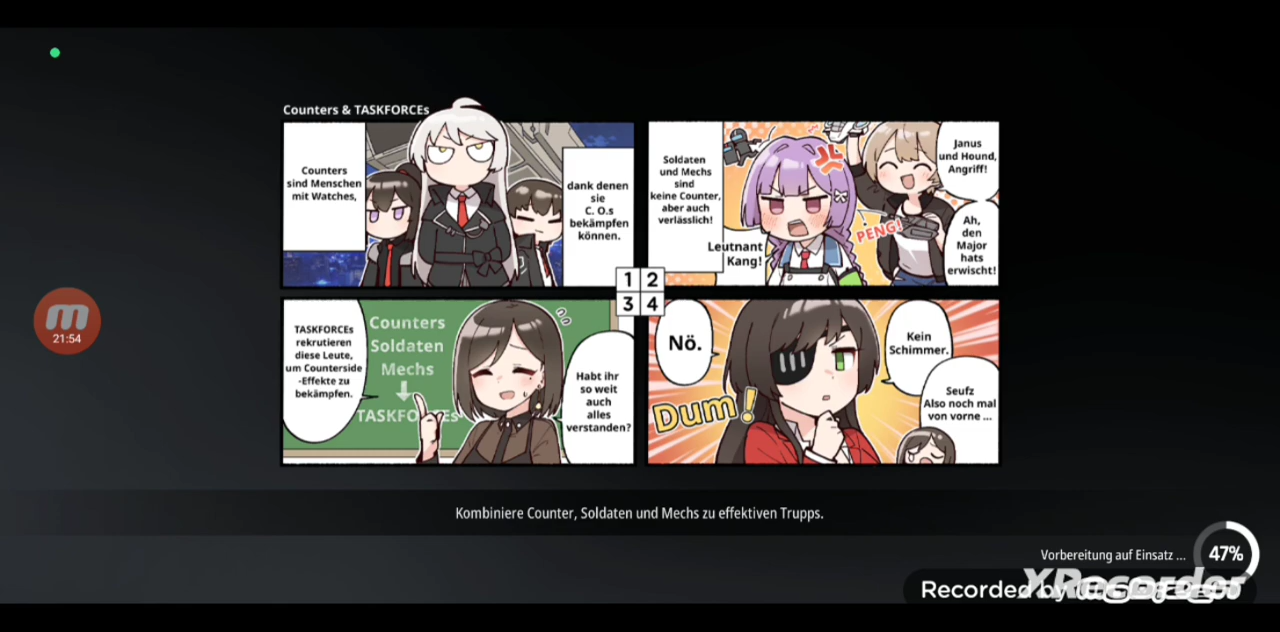 Counters & TASKFORCEs
Counters
sind Menschen
mit Watches,
dank denen
sie
C. O.s
bekämpfen
können.
Soldaten
und Mechs
sind
keine Counter,
aber auch
verlässlich!
Leutnant
Kang!
Janus
und Hound,
Angriff!
PENG!
Ah,
den
Major
hats
erwischt!
1 2
3 4
TASKFORCEs
rekrutieren
diese Leute,
um Counterside
-Effekte zu
bekämpfen.
Counters
Soldaten
Mechs
TASKFORCEs
Habt ihr
so weit
auch
alles
verstanden?
Nö.
Dum!
Kein
Schimmer.
Seufz
Also noch mal
von vorne ...
21:54
Kombiniere Counter, Soldaten und Mechs zu effektiven Trupps.
Vorbereitung auf Einsatz ...
47%
Recorded by
XRecorder